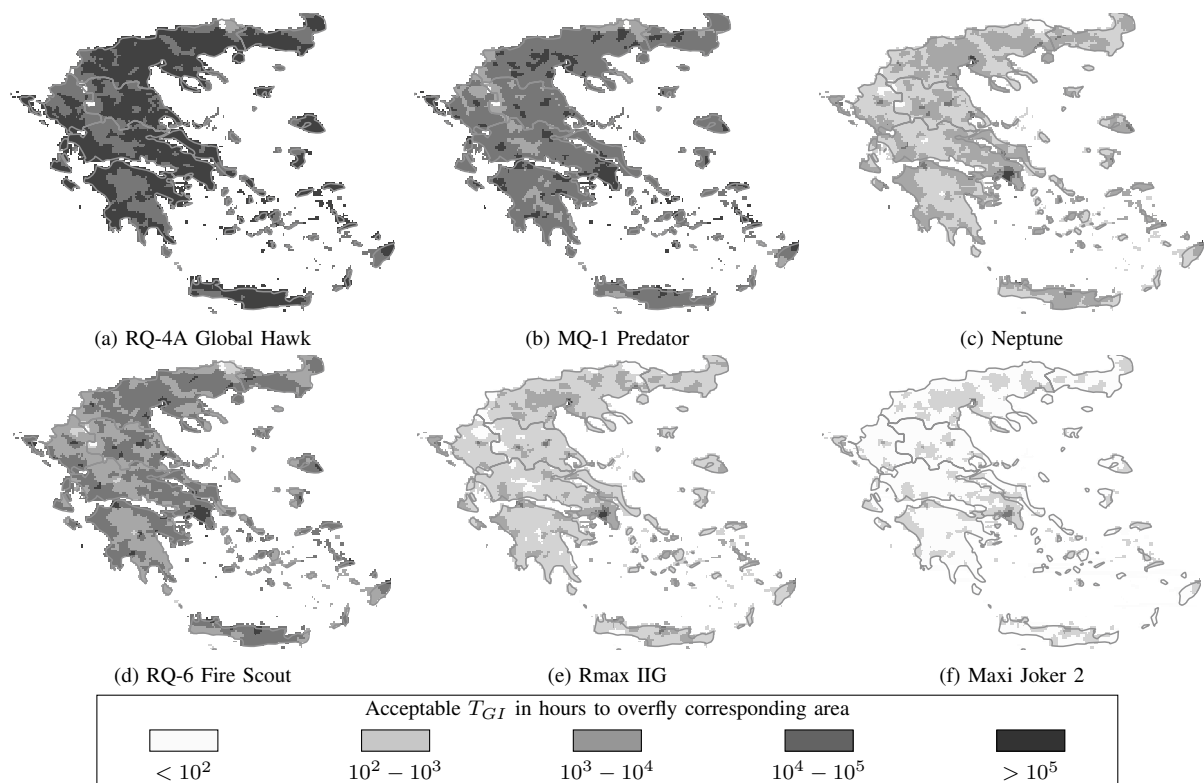 (a) RQ-4A Global Hawk
(b) MQ-1 Predator
(c) Neptune
(d) RQ-6 Fire Scout
(e) Rmax IIG
(f) Maxi Joker 2
Acceptable T_{GI} in hours to overfly corresponding area
< 10^2
10^2 − 10^3
10^3 − 10^4
10^4 − 10^5
> 10^5